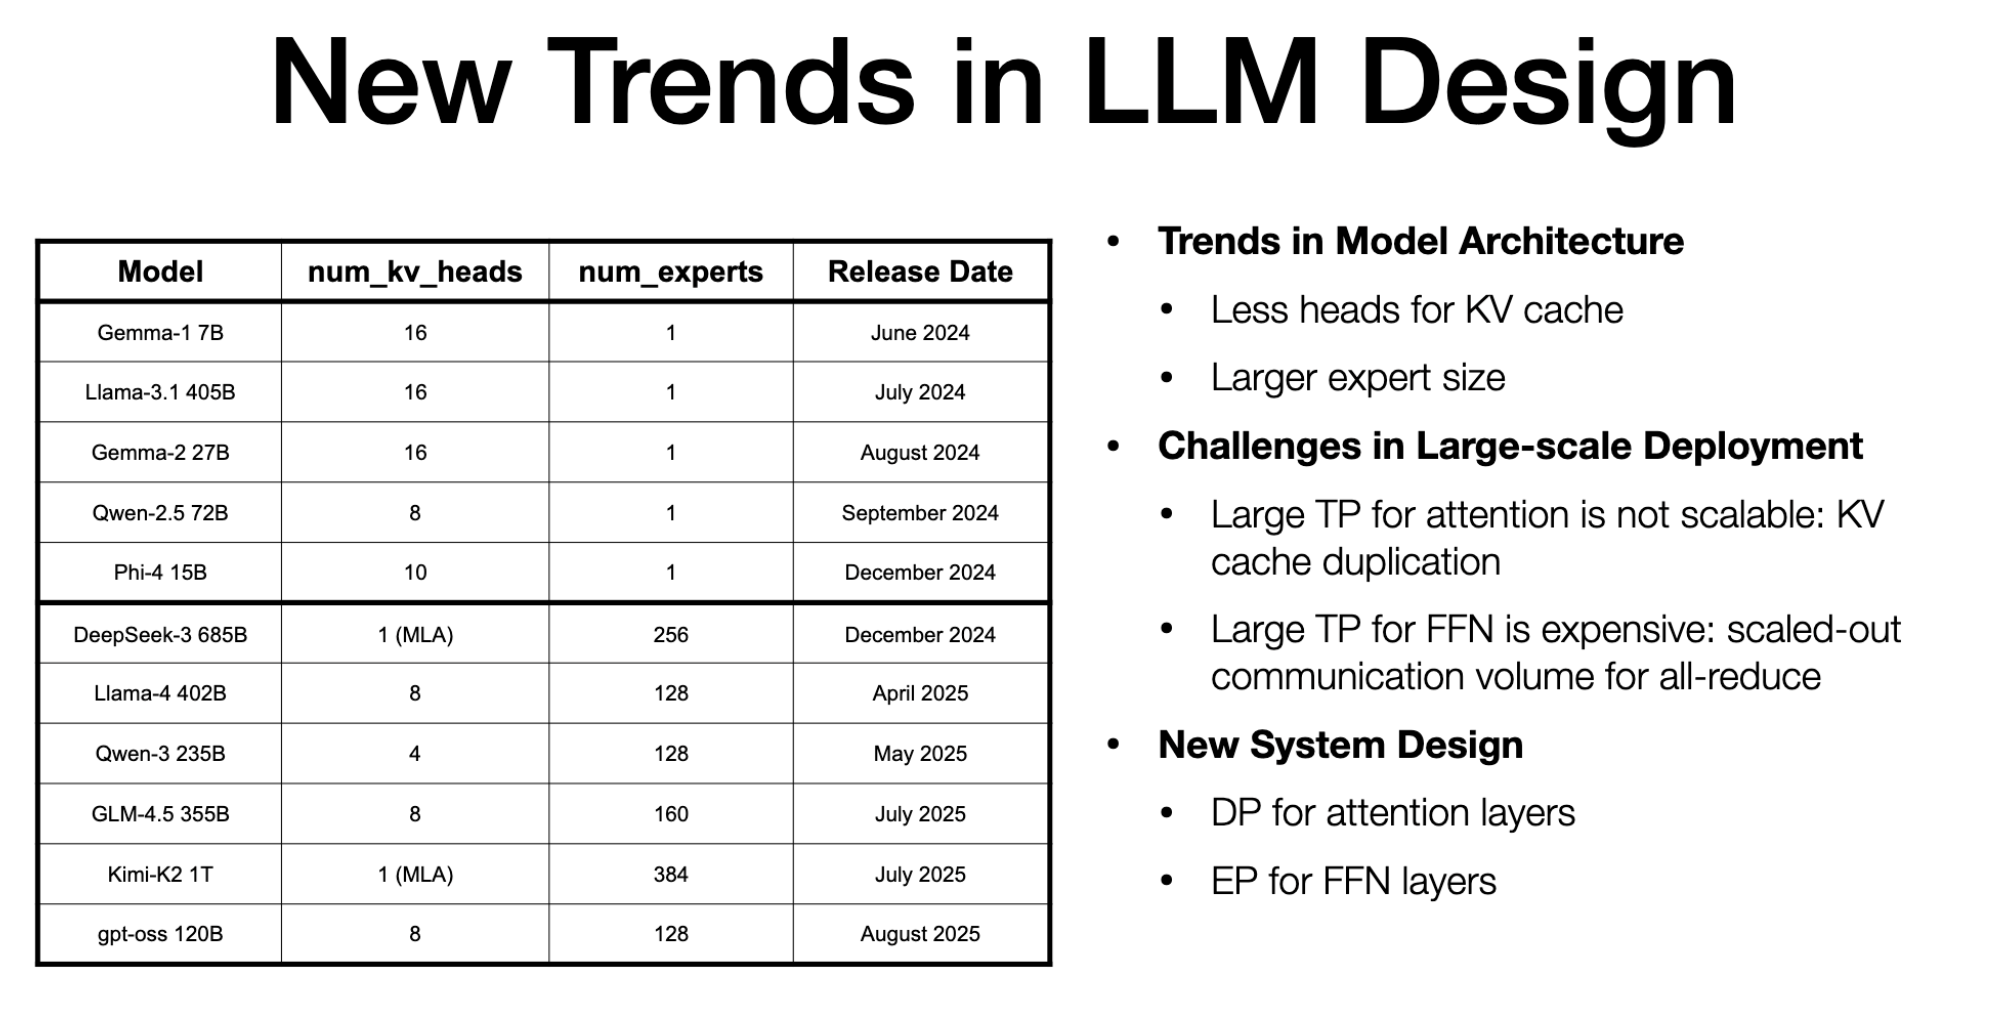 New Trends in LLM Design
Model num_kv_heads num_experts Release Date
Gemma-1 7B 16 1 June 2024
Llama-3.1 405B 16 1 July 2024
Gemma-2 27B 16 1 August 2024
Qwen-2.5 72B 8 1 September 2024
Phi-4 15B 10 1 December 2024
DeepSeek-3 685B 1 (MLA) 256 December 2024
Llama-4 402B 8 128 April 2025
Qwen-3 235B 4 128 May 2025
GLM-4.5 355B 8 160 July 2025
Kimi-K2 1T 1 (MLA) 384 July 2025
gpt-oss 120B 8 128 August 2025
• Trends in Model Architecture
• Less heads for KV cache
• Larger expert size
• Challenges in Large-scale Deployment
• Large TP for attention is not scalable: KV
cache duplication
• Large TP for FFN is expensive: scaled-out
communication volume for all-reduce
• New System Design
• DP for attention layers
• EP for FFN layers